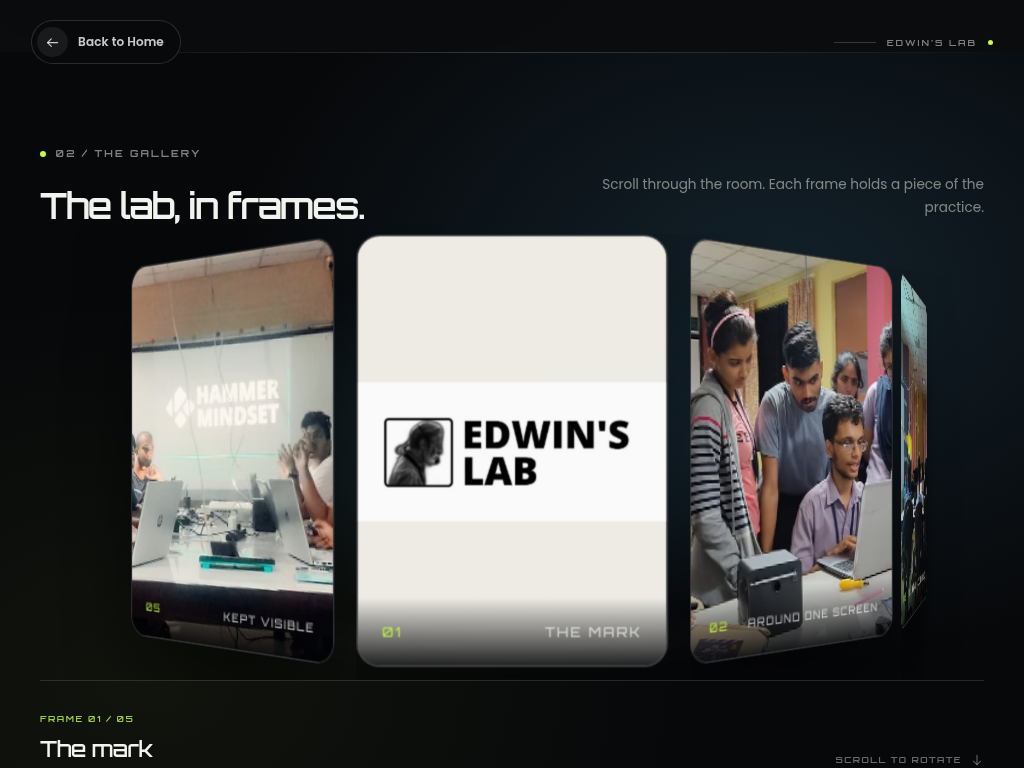 Back to Home
EDWIN'S LAB
02 / THE GALLERY
The lab, in frames.
Scroll through the room. Each frame holds a piece of the
practice.
HAMMER
MINDSET
05
KEPT VISIBLE
EDWIN'S
LAB
01
THE MARK
02
AROUND ONE SCREEN
FRAME 01 / 05
The mark
SCROLL TO ROTATE